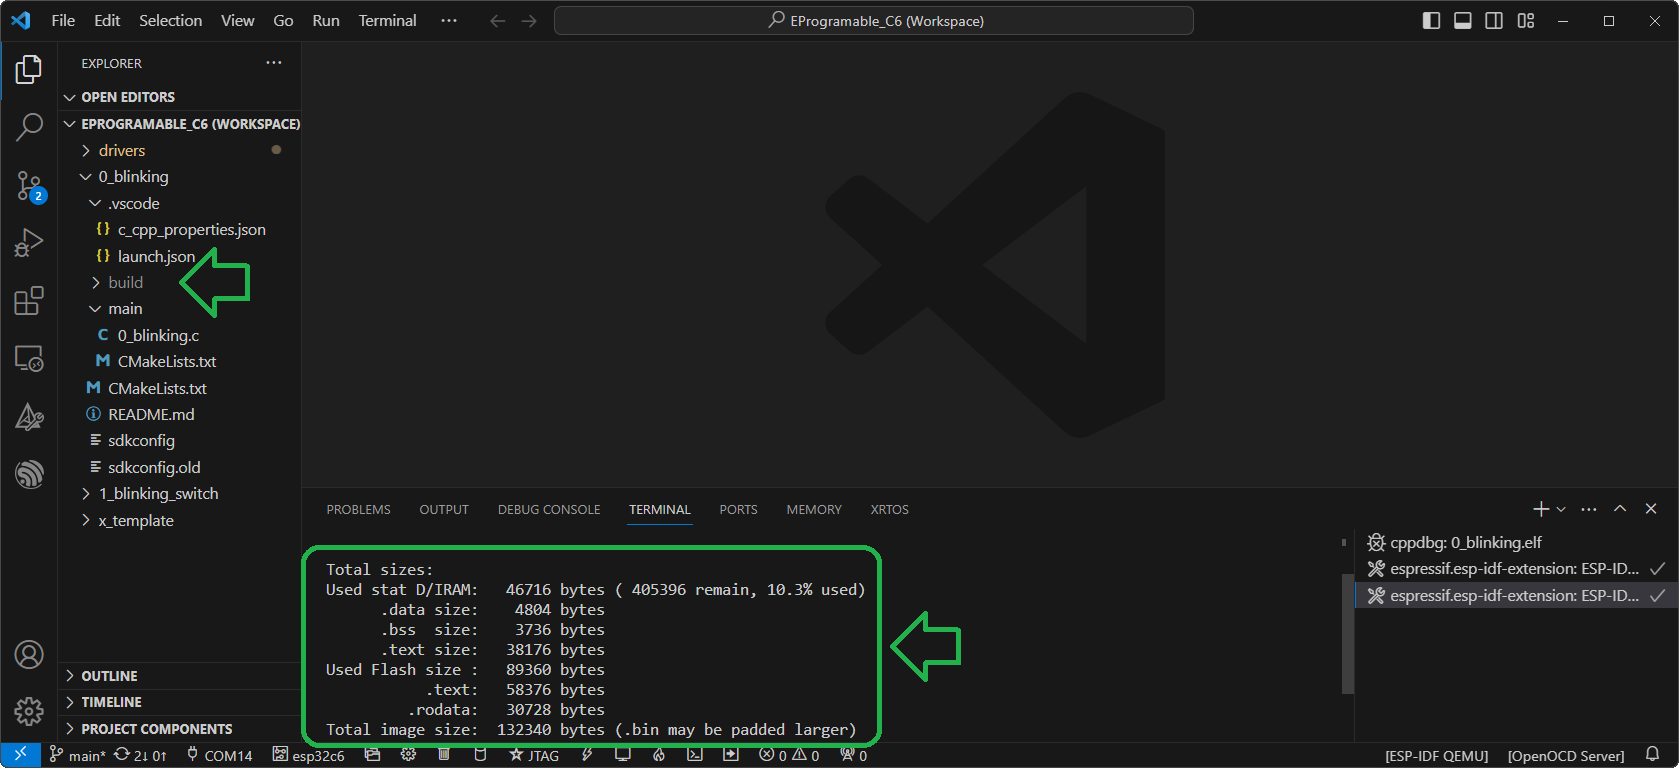 File Edit Selection View Go Run Terminal ··· EProgramable_C6 (Workspace)
EXPLORER ···
OPEN EDITORS
EPROGRAMABLE_C6 (WORKSPACE)
drivers
0_blinking
.vscode
{} c_cpp_properties.json
{} launch.json
build
main
C 0_blinking.c
M CMakeLists.txt
M CMakeLists.txt
README.md
sdkconfig
sdkconfig.old
1_blinking_switch
x_template
OUTLINE
TIMELINE
PROJECT COMPONENTS
2
PROBLEMS OUTPUT DEBUG CONSOLE TERMINAL PORTS MEMORY XRTOS
Total sizes:
Used stat D/IRAM: 46716 bytes ( 405396 remain, 10.3% used)
.data size: 4804 bytes
.bss size: 3736 bytes
.text size: 38176 bytes
Used Flash size : 89360 bytes
.text: 58376 bytes
.rodata: 30728 bytes
Total image size: 132340 bytes (.bin may be padded larger)
cppdbg: 0_blinking.elf
espressif.esp-idf-extension: ESP-ID...
espressif.esp-idf-extension: ESP-ID...
main* 2↓ 0↑ COM14 esp32c6 JTAG 0 0 0 [ESP-IDF QEMU] [OpenOCD Server]